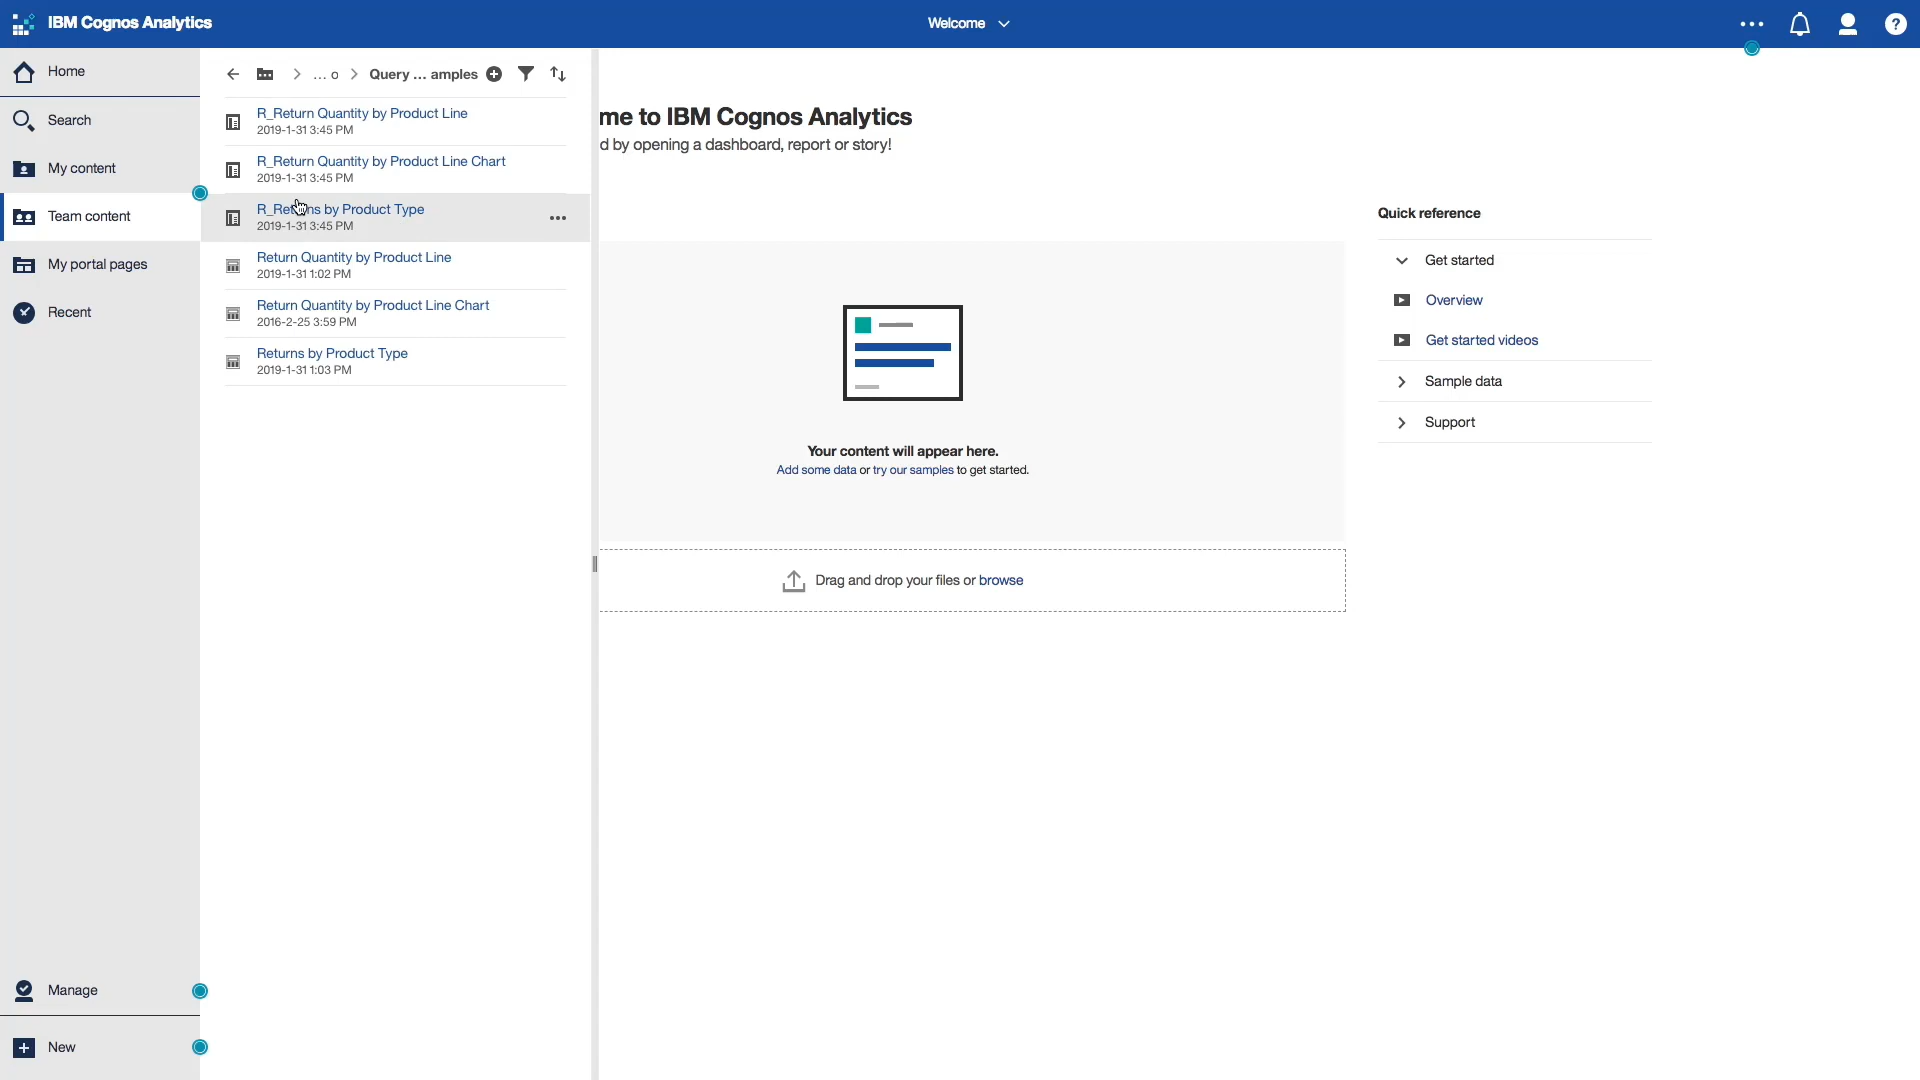 IBM Cognos Analytics
Welcome
?
Home
Search
My content
Team content
My portal pages
Recent
Manage
New
... o
Query ... amples
R_Return Quantity by Product Line
2019-1-31 3:45 PM
R_Return Quantity by Product Line Chart
2019-1-31 3:45 PM
R_Returns by Product Type
2019-1-31 3:45 PM
Return Quantity by Product Line
2019-1-31 1:02 PM
Return Quantity by Product Line Chart
2016-2-25 3:59 PM
Returns by Product Type
2019-1-31 1:03 PM
me to IBM Cognos Analytics
d by opening a dashboard, report or story!
Your content will appear here.
Add some data or try our samples to get started.
Drag and drop your files or browse
Quick reference
Get started
Overview
Get started videos
Sample data
Support